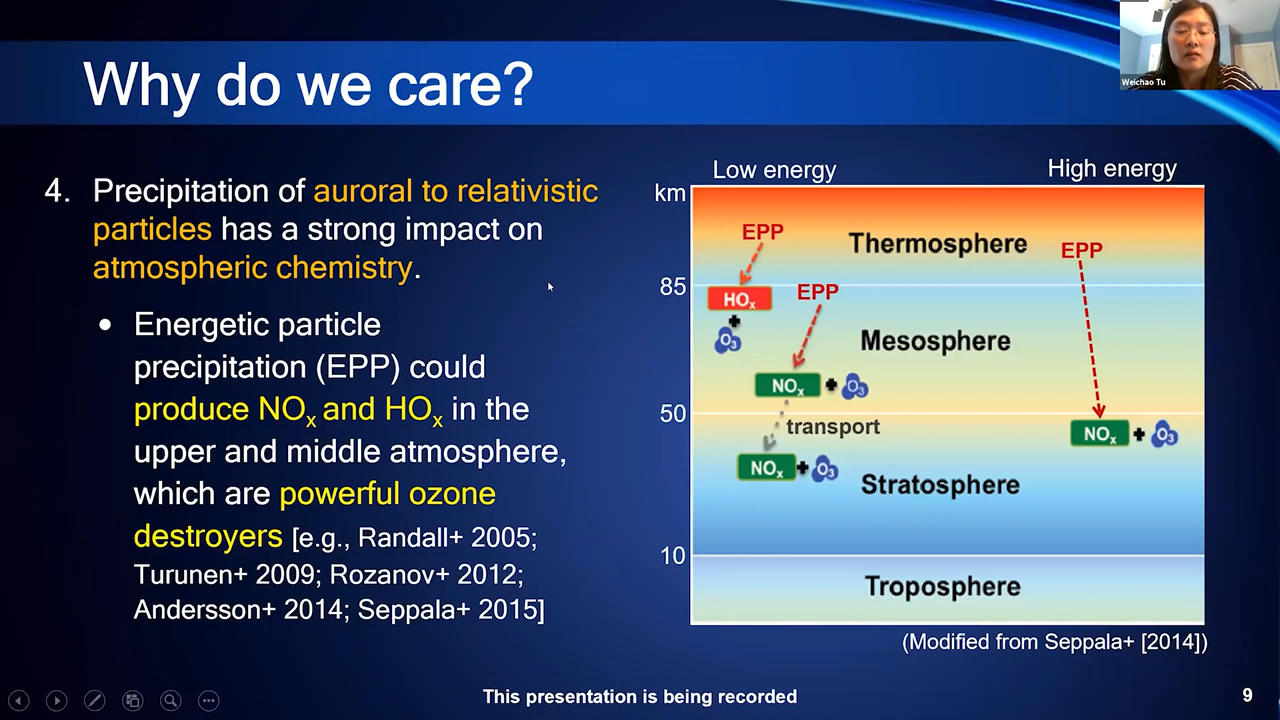 Why do we care?
Weichao Tu
4. Precipitation of auroral to relativistic
particles has a strong impact on
atmospheric chemistry.
• Energetic particle
precipitation (EPP) could
produce NOx and HOx in the
upper and middle atmosphere,
which are powerful ozone
destroyers [e.g., Randall+ 2005;
Turunen+ 2009; Rozanov+ 2012;
Andersson+ 2014; Seppala+ 2015]
Low energy
High energy
km
EPP
Thermosphere
EPP
85
HOx
EPP
+
O3
Mesosphere
NOx + O3
50
transport
NOx + O3
NOx + O3
Stratosphere
10
Troposphere
(Modified from Seppala+ [2014])
This presentation is being recorded
9